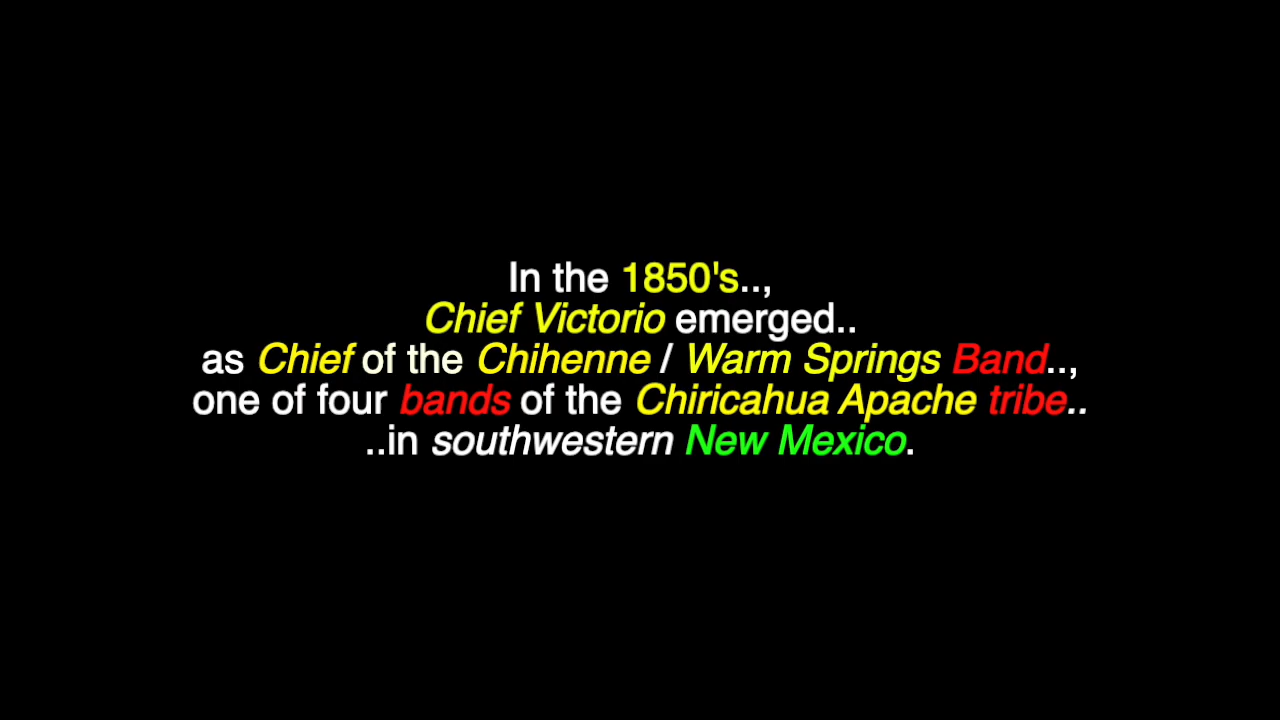 In the 1850's..,
Chief Victorio emerged..
as Chief of the Chihenne / Warm Springs Band..,
one of four bands of the Chiricahua Apache tribe..
..in southwestern New Mexico.